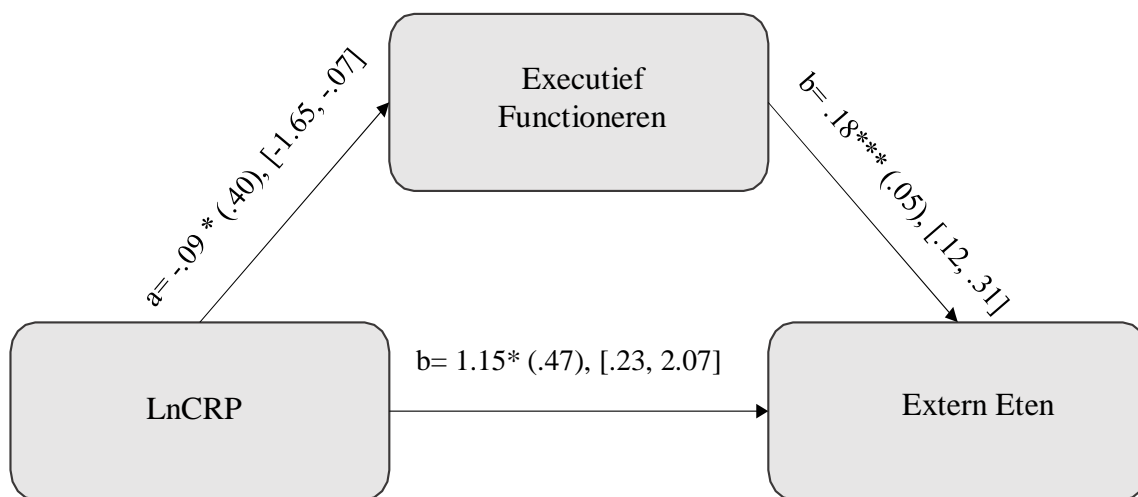 Executief
Functioneren
a= -.09 * (.40), [-1.65, -.07]
b= .18*** (.05), [.12, .31]
b= 1.15* (.47), [.23, 2.07]
LnCRP
Extern Eten